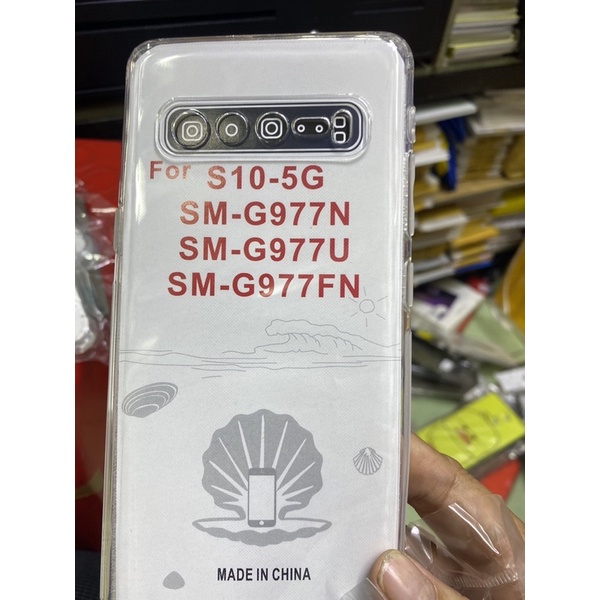 For S10-5G
SM-G977N
SM-G977U
SM-G977FN
MADE IN CHINA